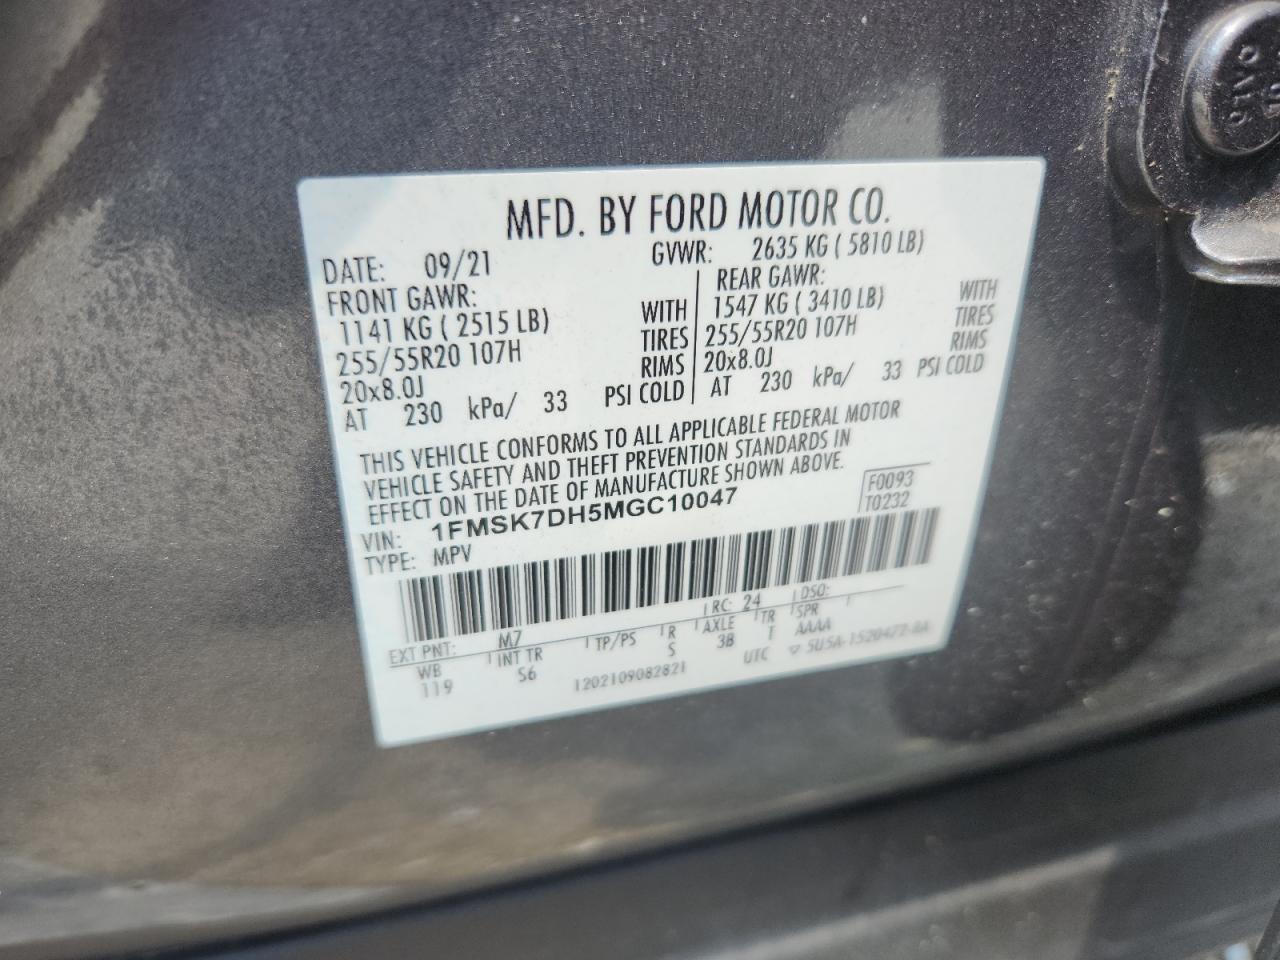 MFD. BY FORD MOTOR CO.
DATE: 09/21 GVWR: 2635 KG ( 5810 LB)
FRONT GAWR: REAR GAWR:
1141 KG ( 2515 LB) WITH 1547 KG ( 3410 LB) WITH
255/55R20 107H TIRES 255/55R20 107H TIRES
20x8.0J RIMS 20x8.0J RIMS
AT 230 kPa/ 33 PSI COLD AT 230 kPa/ 33 PSI COLD
THIS VEHICLE CONFORMS TO ALL APPLICABLE FEDERAL MOTOR
VEHICLE SAFETY AND THEFT PREVENTION STANDARDS IN
EFFECT ON THE DATE OF MANUFACTURE SHOWN ABOVE.
F0093
VIN: 1FMSK7DH5MGC10047 T0232
TYPE: MPV
EXT PNT: M7 RC: 24 DSO:
WB INT TR TP/PS R AXLE TR SPR
119 S6 S 38 T AAAA
1202109082821 UTC ▽ 5U5A-1520472-BA